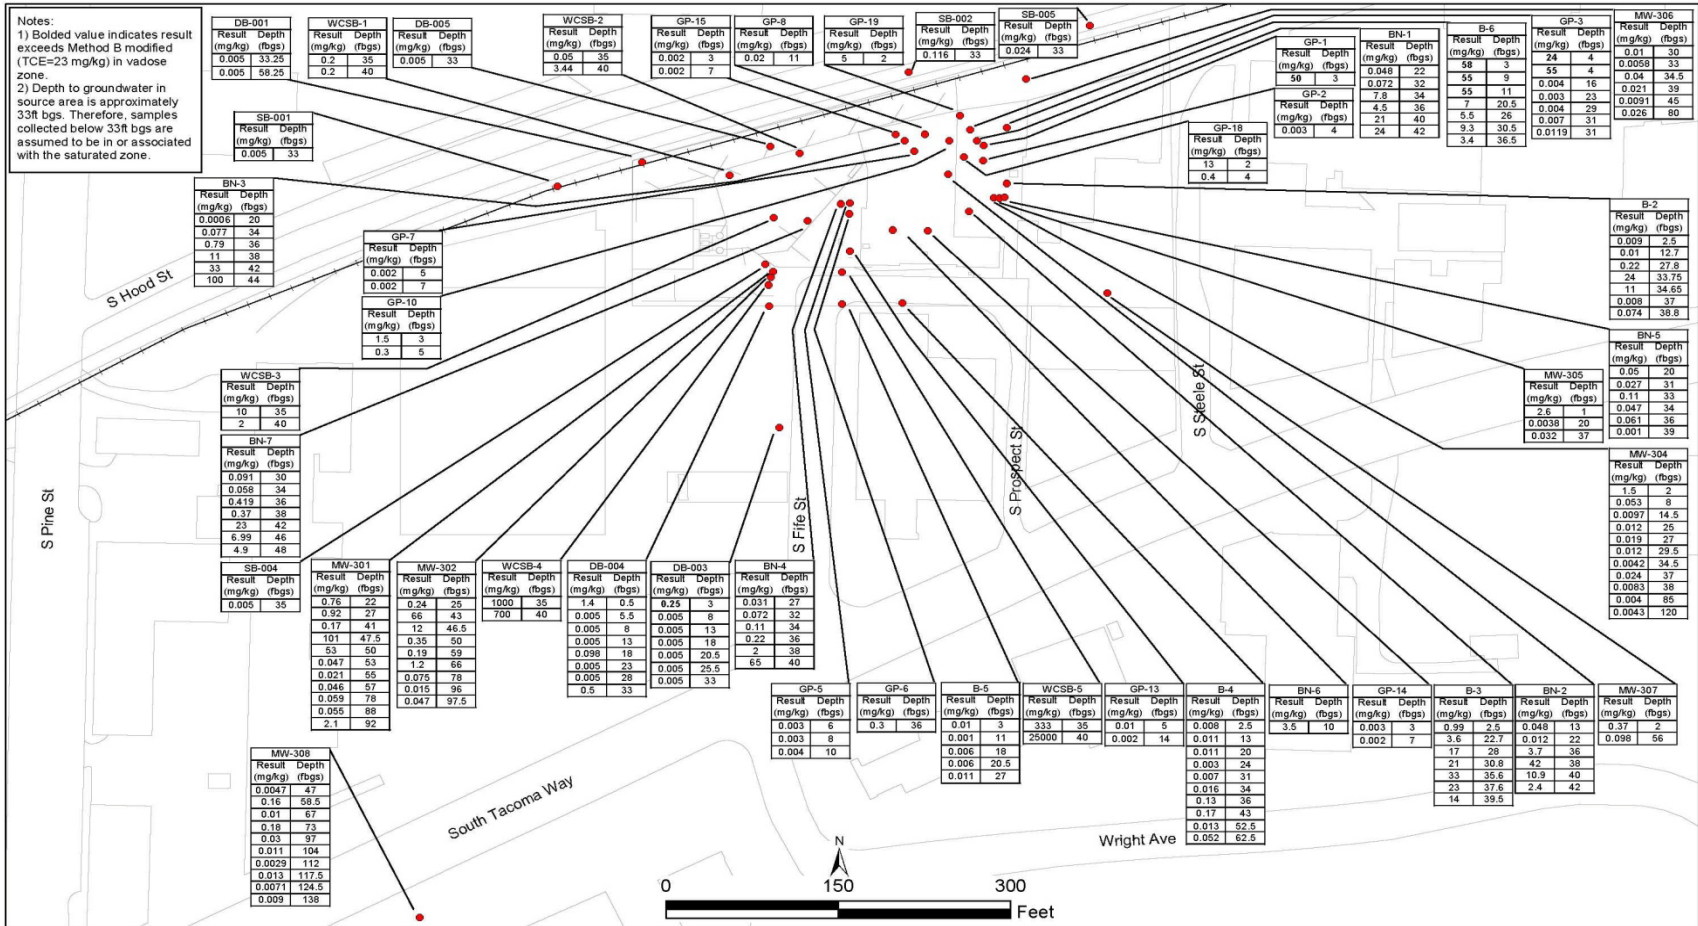 Notes:
1) Bolded value indicates result
exceeds Method B modified
(TCE=23 mg/kg) in vadose
zone.
2) Depth to groundwater in
source area is approximately
33ft bgs. Therefore, samples
collected below 33ft bgs are
assumed to be in or associated
with the saturated zone.
DB-001
Result Depth
(mg/kg) (fbgs)
0.005 33.25
0.005 58.25
WCSB-1
Result Depth
(mg/kg) (fbgs)
0.2 35
0.2 40
DB-005
Result Depth
(mg/kg) (fbgs)
0.005 33
WCSB-2
Result Depth
(mg/kg) (fbgs)
0.05 35
3.44 40
GP-15
Result Depth
(mg/kg) (fbgs)
0.002 3
0.002 7
GP-8
Result Depth
(mg/kg) (fbgs)
0.02 11
GP-19
Result Depth
(mg/kg) (fbgs)
5 2
SB-002
Result Depth
(mg/kg) (fbgs)
0.116 33
SB-005
Result Depth
(mg/kg) (fbgs)
0.024 33
GP-1
Result Depth
(mg/kg) (fbgs)
50 3
BN-1
Result Depth
(mg/kg) (fbgs)
0.048 22
0.072 32
7.8 34
4.5 36
21 40
24 42
B-6
Result Depth
(mg/kg) (fbgs)
58 3
55 9
55 11
7 20.5
5.5 26
9.3 30.5
3.4 36.5
GP-3
Result Depth
(mg/kg) (fbgs)
24 4
55 4
0.004 16
0.003 23
0.004 29
0.007 31
0.0119 31
MW-306
Result Depth
(mg/kg) (fbgs)
0.01 30
0.0058 33
0.04 34.5
0.021 39
0.0091 45
0.026 80
GP-2
Result Depth
(mg/kg) (fbgs)
0.003 4
GP-18
Result Depth
(mg/kg) (fbgs)
13 2
0.4 4
SB-001
Result Depth
(mg/kg) (fbgs)
0.005 33
BN-3
Result Depth
(mg/kg) (fbgs)
0.0006 20
0.077 34
0.79 36
11 38
33 42
100 44
GP-7
Result Depth
(mg/kg) (fbgs)
0.002 5
0.002 7
GP-10
Result Depth
(mg/kg) (fbgs)
1.5 3
0.3 5
B-2
Result Depth
(mg/kg) (fbgs)
0.009 2.5
0.01 12.7
0.22 27.8
24 33.75
11 34.65
0.008 37
0.074 38.8
BN-5
Result Depth
(mg/kg) (fbgs)
0.05 20
0.027 31
0.11 33
0.047 34
0.061 36
0.001 39
MW-305
Result Depth
(mg/kg) (fbgs)
2.6 1
0.0038 20
0.032 37
MW-304
Result Depth
(mg/kg) (fbgs)
1.5 2
0.053 8
0.0097 14.5
0.012 25
0.019 27
0.012 29.5
0.0042 34.5
0.024 37
0.0083 38
0.004 85
0.0043 120
WCSB-3
Result Depth
(mg/kg) (fbgs)
10 35
2 40
BN-7
Result Depth
(mg/kg) (fbgs)
0.091 30
0.058 34
0.419 36
0.37 38
23 42
6.99 46
4.9 48
SB-004
Result Depth
(mg/kg) (fbgs)
0.005 35
MW-301
Result Depth
(mg/kg) (fbgs)
0.76 22
0.92 27
0.17 41
101 47.5
53 50
0.047 53
0.021 55
0.046 57
0.059 78
0.055 88
2.1 92
MW-302
Result Depth
(mg/kg) (fbgs)
0.24 25
66 43
12 46.5
0.35 50
0.19 59
1.2 66
0.075 78
0.015 96
0.047 97.5
WCSB-4
Result Depth
(mg/kg) (fbgs)
1000 35
700 40
DB-004
Result Depth
(mg/kg) (fbgs)
1.4 0.5
0.005 5.5
0.005 8
0.005 13
0.098 18
0.005 23
0.005 28
0.5 33
DB-003
Result Depth
(mg/kg) (fbgs)
0.25 3
0.005 8
0.005 13
0.005 18
0.005 20.5
0.005 25.5
0.005 33
BN-4
Result Depth
(mg/kg) (fbgs)
0.031 27
0.072 32
0.11 34
0.22 36
2 38
65 40
GP-5
Result Depth
(mg/kg) (fbgs)
0.003 6
0.003 8
0.004 10
GP-6
Result Depth
(mg/kg) (fbgs)
0.3 36
B-5
Result Depth
(mg/kg) (fbgs)
0.01 3
0.001 11
0.006 18
0.006 20.5
0.011 27
WCSB-5
Result Depth
(mg/kg) (fbgs)
333 35
25000 40
GP-13
Result Depth
(mg/kg) (fbgs)
0.01 5
0.002 14
B-4
Result Depth
(mg/kg) (fbgs)
0.008 2.5
0.011 13
0.011 20
0.003 24
0.007 31
0.016 34
0.13 36
0.17 43
0.013 52.5
0.052 62.5
BN-6
Result Depth
(mg/kg) (fbgs)
3.5 10
GP-14
Result Depth
(mg/kg) (fbgs)
0.003 3
0.002 7
B-3
Result Depth
(mg/kg) (fbgs)
0.99 2.5
3.6 22.7
17 28
21 30.8
33 35.6
23 37.6
14 39.5
BN-2
Result Depth
(mg/kg) (fbgs)
0.048 13
0.012 22
3.7 36
42 38
10.9 40
2.4 42
MW-307
Result Depth
(mg/kg) (fbgs)
0.37 2
0.098 56
MW-308
Result Depth
(mg/kg) (fbgs)
0.0047 47
0.16 58.5
0.01 67
0.18 73
0.03 97
0.011 104
0.0029 112
0.013 117.5
0.0071 124.5
0.009 138
S Hood St
S Pine St
S Fife St
S Prospect St
S Steele St
South Tacoma Way
Wright Ave
N
0 150 300
Feet